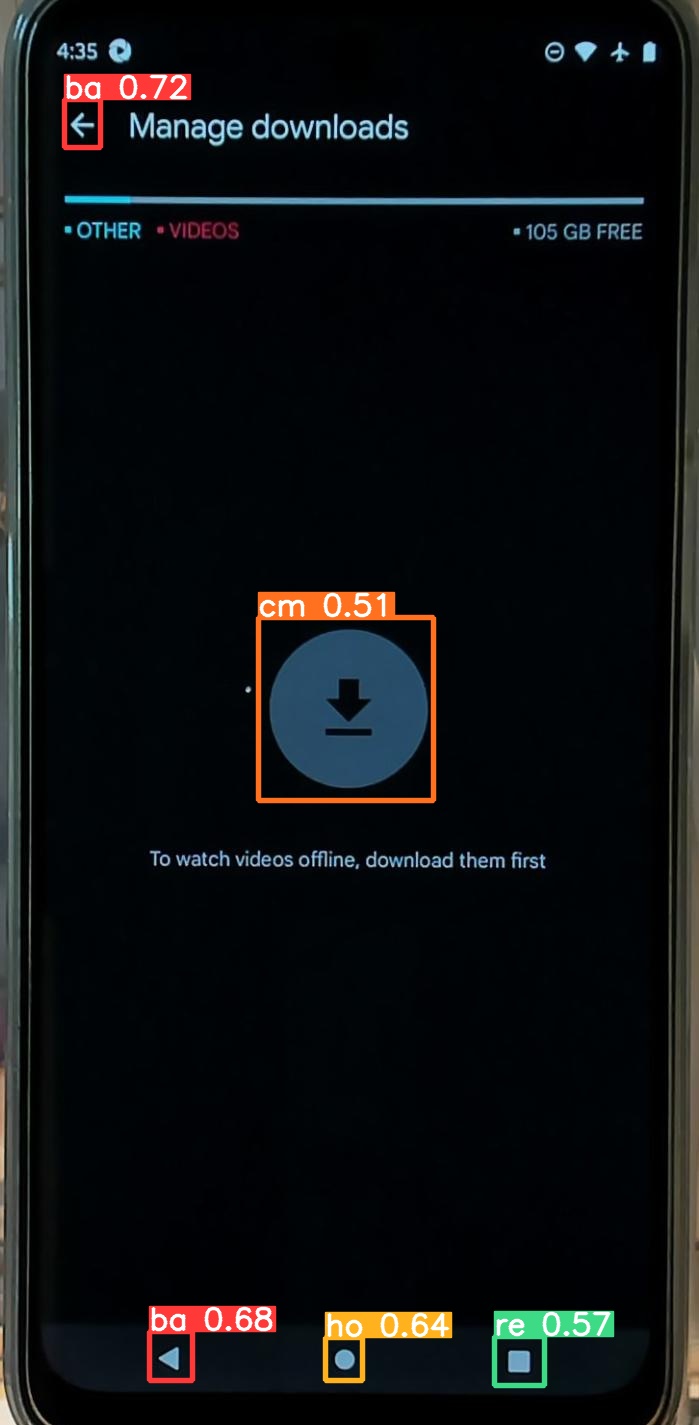 4:35
ba 0.72
Manage downloads
OTHER VIDEOS 105 GB FREE
cm 0.51
To watch videos offline, download them first
ba 0.68 ho 0.64 re 0.57